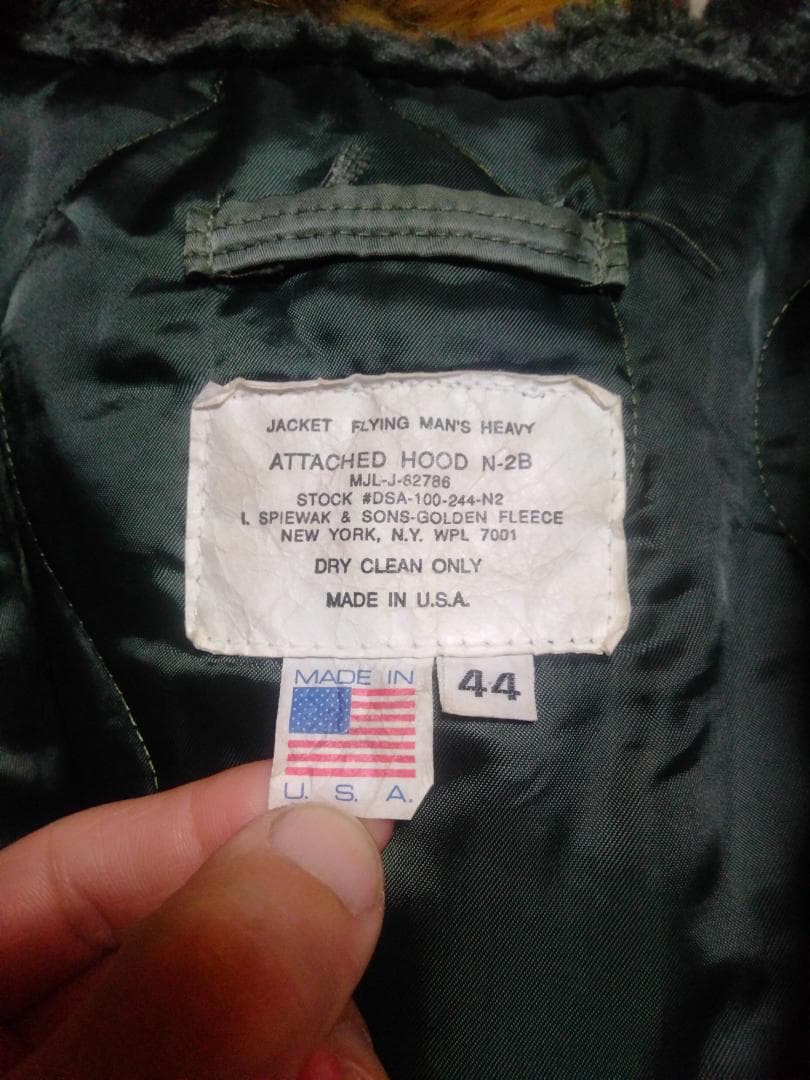 JACKET FLYING MAN'S HEAVY
ATTACHED HOOD N-2B
MJL-J-62786
STOCK #DSA-100-244-N2
I. SPIEWAK & SONS-GOLDEN FLEECE
NEW YORK, N.Y. WPL 7001
DRY CLEAN ONLY
MADE IN U.S.A.
MADE IN
U. S. A.
44